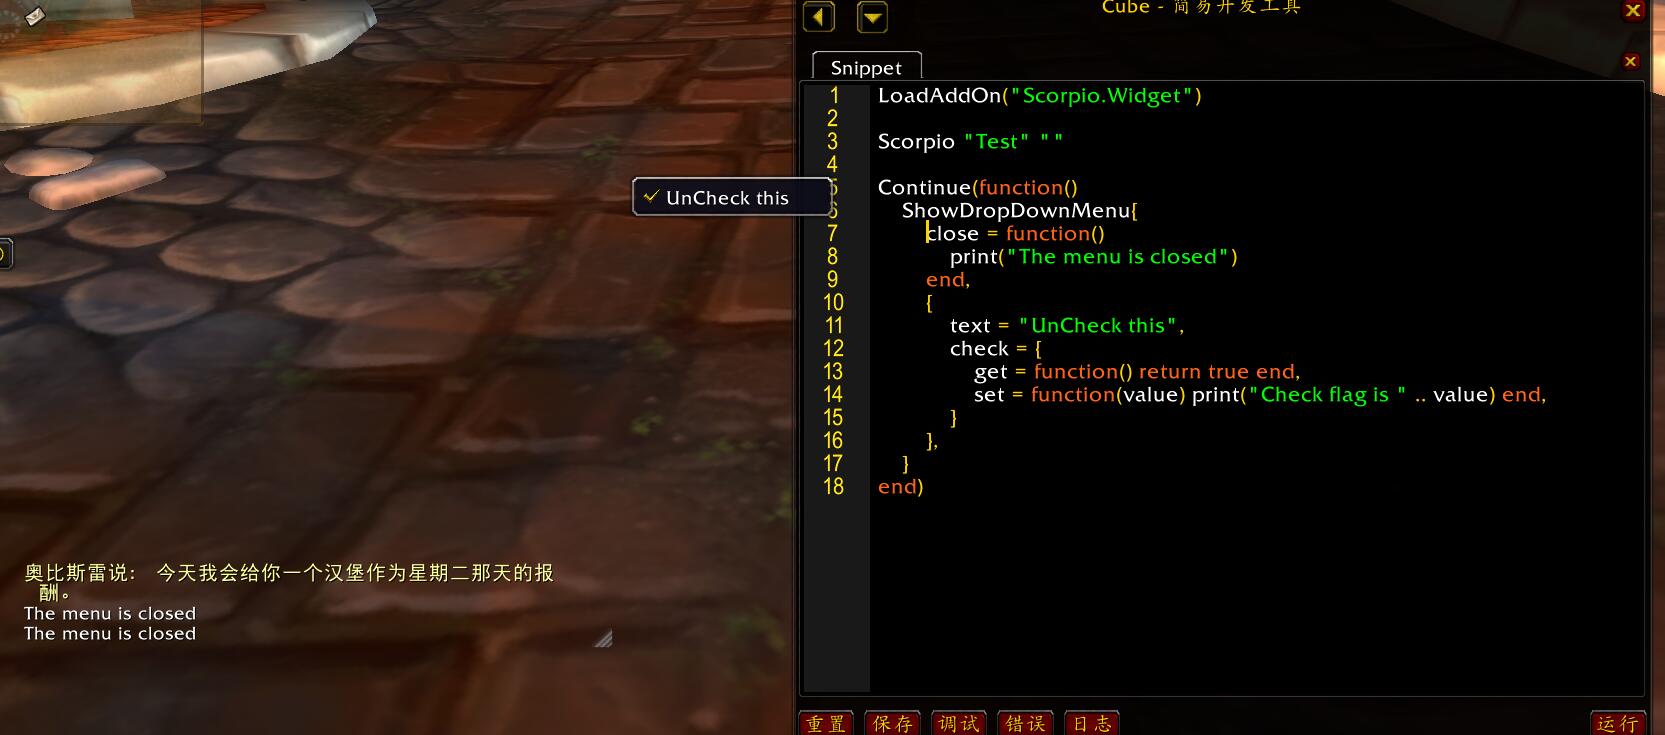 Cube - 简易开发工具
Snippet
1 LoadAddOn("Scorpio.Widget")
2
3 Scorpio "Test" ""
4
5 Continue(function()
6 ShowDropDownMenu{
7 close = function()
8 print("The menu is closed")
9 end,
10 {
11 text = "UnCheck this",
12 check = {
13 get = function() return true end,
14 set = function(value) print("Check flag is " .. value) end,
15 }
16 },
17 }
18 end)
UnCheck this
奥比斯雷说： 今天我会给你一个汉堡作为星期二那天的报
酬。
The menu is closed
The menu is closed
重置 保存 调试 错误 日志 运行